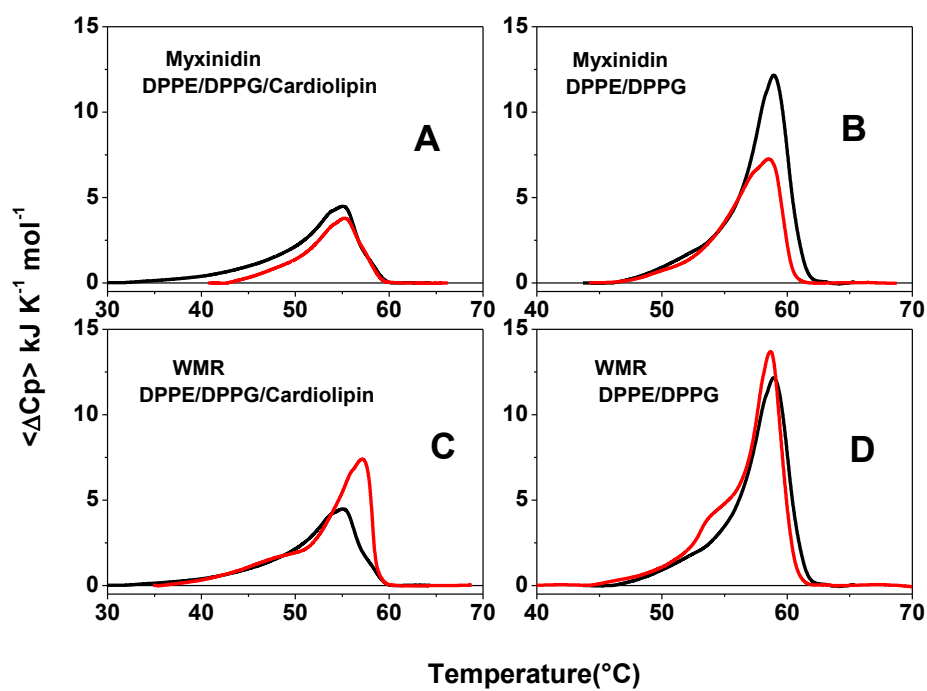 Myxinidin
DPPE/DPPG/Cardiolipin
A
15
10
5
0
30 40 50 60 70
Myxinidin
DPPE/DPPG
B
15
10
5
0
40 50 60 70
WMR
DPPE/DPPG/Cardiolipin
C
15
10
5
0
30 40 50 60 70
WMR
DPPE/DPPG
D
15
10
5
0
40 50 60 70
<ΔCp> kJ K⁻¹ mol⁻¹
Temperature(°C)